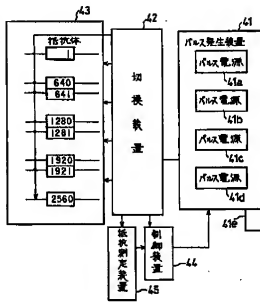 43
抵抗体
640
641
1280
1281
1920
1921
2560
42
切換装置
41
パルス発生装置
パルス電源
41a
パルス電源
41b
パルス電源
41c
パルス電源
41d
41e
抵抗測定装置
45
制御装置
44